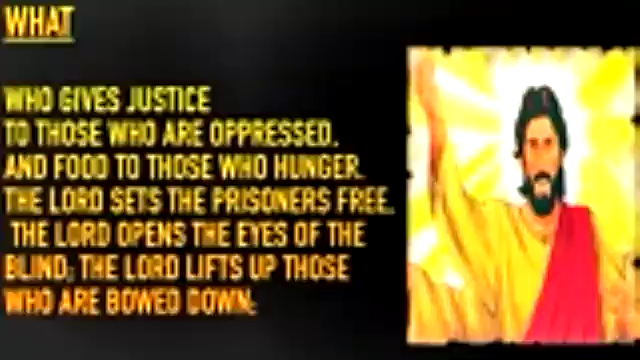 WHAT
WHO GIVES JUSTICE
TO THOSE WHO ARE OPPRESSED.
AND FOOD TO THOSE WHO HUNGER.
THE LORD SETS THE PRISONERS FREE.
THE LORD OPENS THE EYES OF THE
BLIND; THE LORD LIFTS UP THOSE
WHO ARE BOWED DOWN;